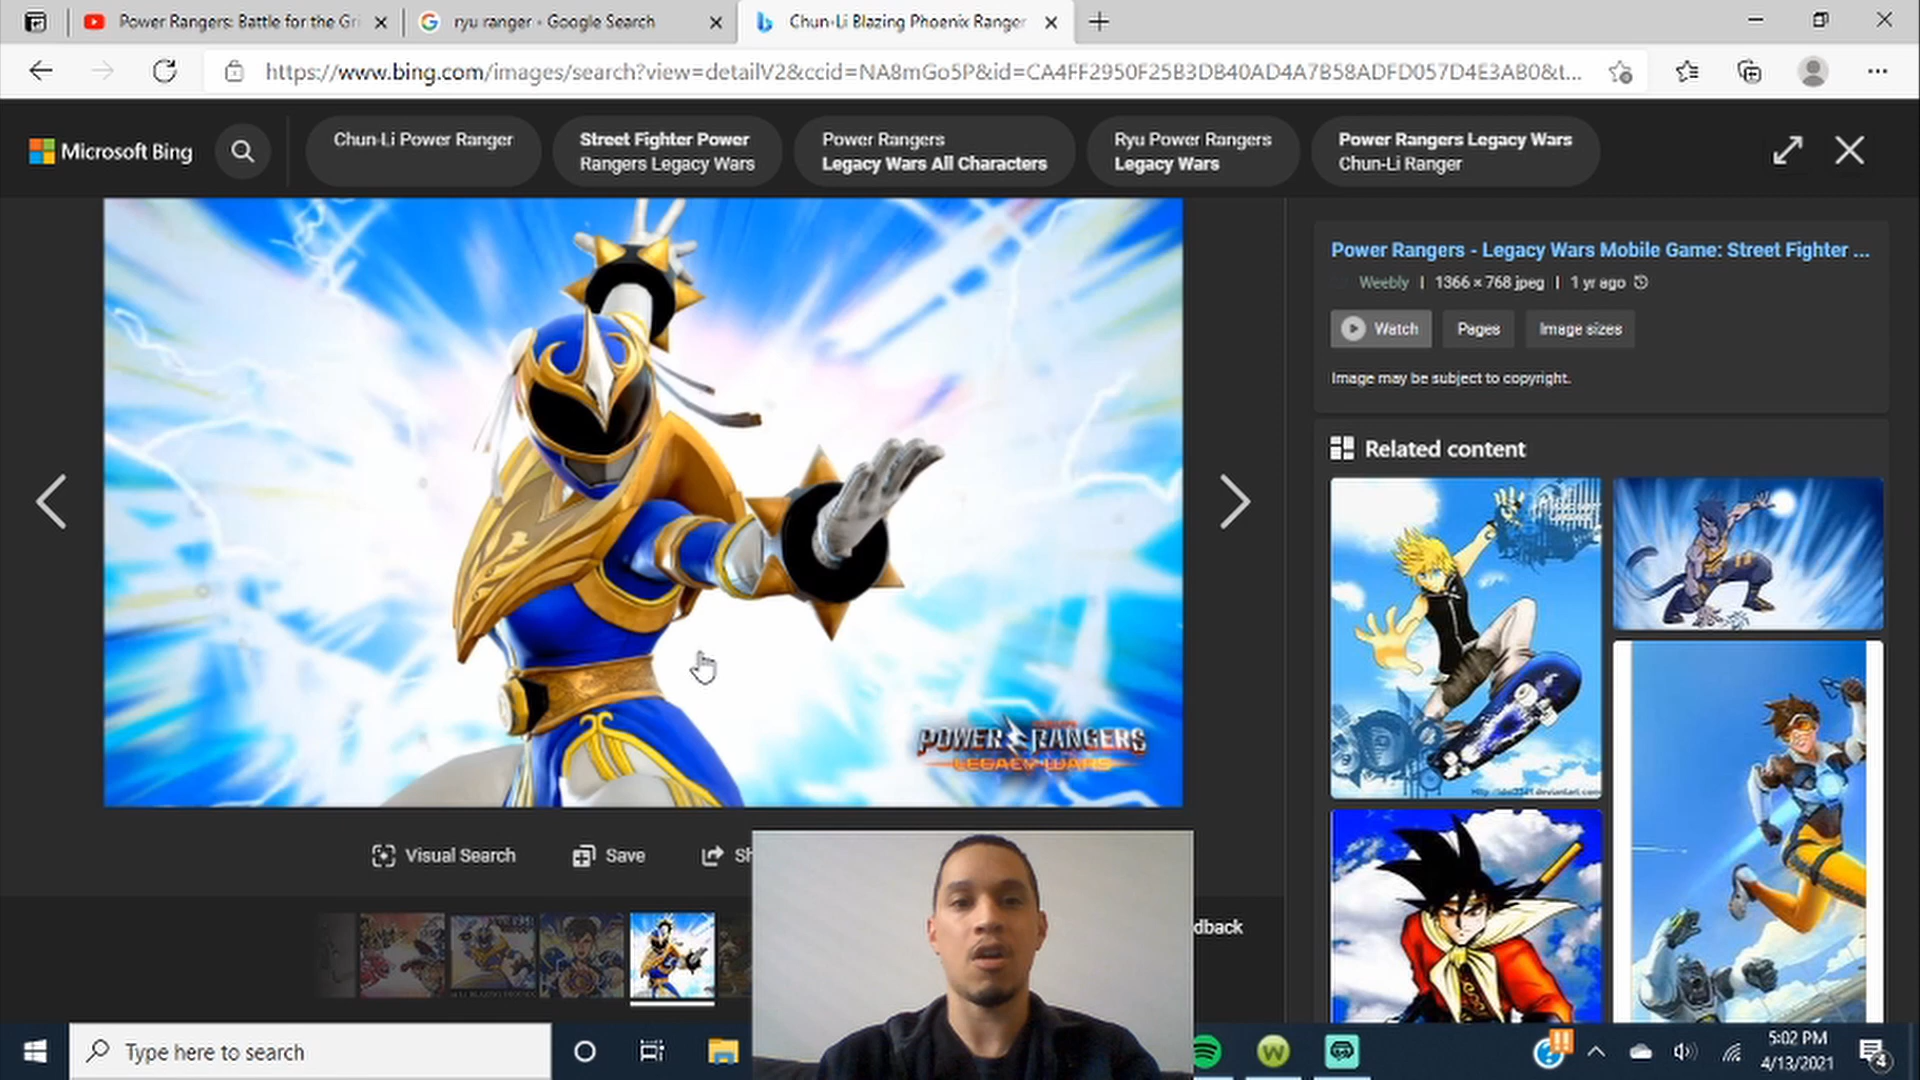 Power Rangers: Battle for the Gri
ryu ranger - Google Search
Chun-Li Blazing Phoenix Ranger
https://www.bing.com/images/search?view=detailV2&ccid=NA8mGo5P&id=CA4FF2950F25B3DB40AD4A7B58ADFD057D4E3AB0&t...
Microsoft Bing
Chun-Li Power Ranger
Street Fighter Power
Rangers Legacy Wars
Power Rangers
Legacy Wars All Characters
Ryu Power Rangers
Legacy Wars
Power Rangers Legacy Wars
Chun-Li Ranger
Power Rangers - Legacy Wars Mobile Game: Street Fighter ...
Weebly | 1366 × 768 jpeg | 1 yr ago
Watch
Pages
Image sizes
Image may be subject to copyright.
Related content
POWER RANGERS
LEGACY WARS
Visual Search
Save
Sh
dback
Type here to search
W
5:02 PM
4/13/2021
4